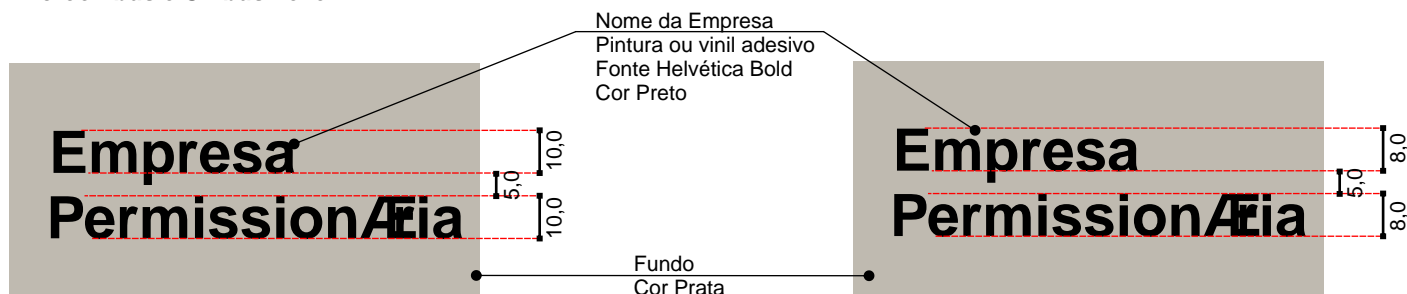 Nome da Empresa
Pintura ou vinil adesivo
Fonte Helvética Bold
Cor Preto
Empresa
PermissionÆria
10,0
5,0
10,0
Empresa
PermissionÆria
8,0
5,0
8,0
Fundo
Cor Prata